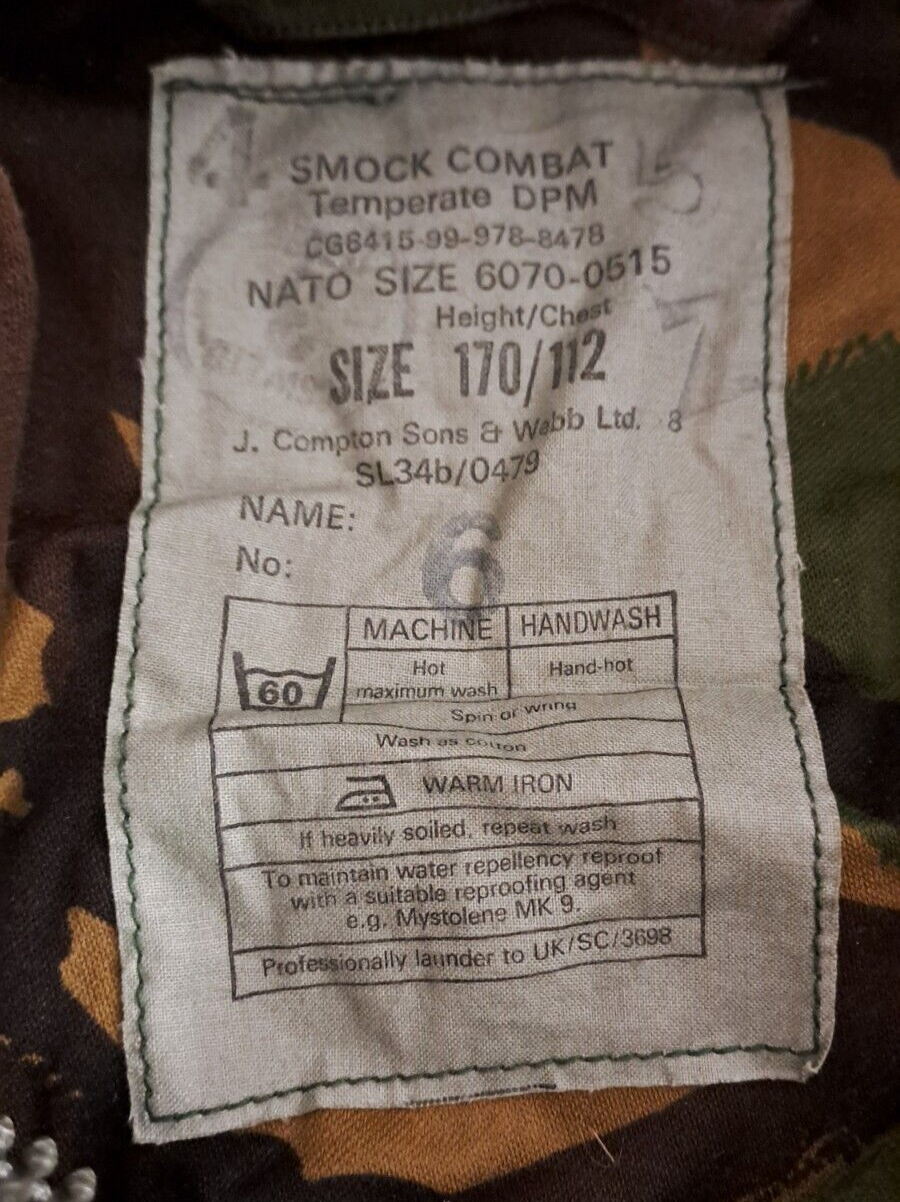 SMOCK COMBAT
Temperate DPM
CG8415-99-978-8478
NATO SIZE 6070-0515
Height/Chest
SIZE 170/112
J. Compton Sons & Webb Ltd. 8
SL34b/0479
NAME:
No:
6
MACHINE HANDWASH
60
Hot Hand-hot
maximum wash
Spin or wring
Wash as cotton
WARM IRON
If heavily soiled, repeat wash
To maintain water repellency reproof
with a suitable reproofing agent
e.g. Mystolene MK 9.
Professionally launder to UK/SC/3698